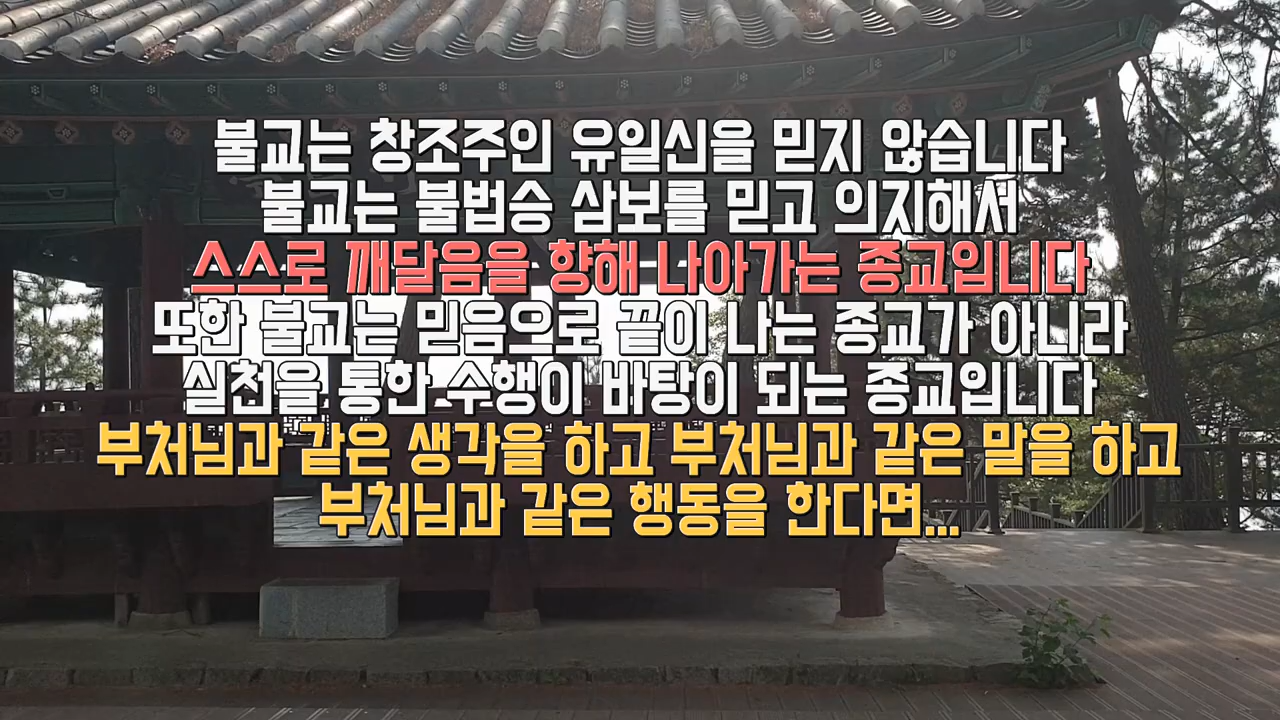 불교는 창조주인 유일신을 믿지 않습니다
불교는 불법승 삼보를 믿고 의지해서
스스로 깨달음을 향해 나아가는 종교입니다
또한 불교는 믿음으로 끝이 나는 종교가 아니라
실천을 통한 수행이 바탕이 되는 종교입니다
부처님과 같은 생각을 하고 부처님과 같은 말을 하고
부처님과 같은 행동을 한다면...